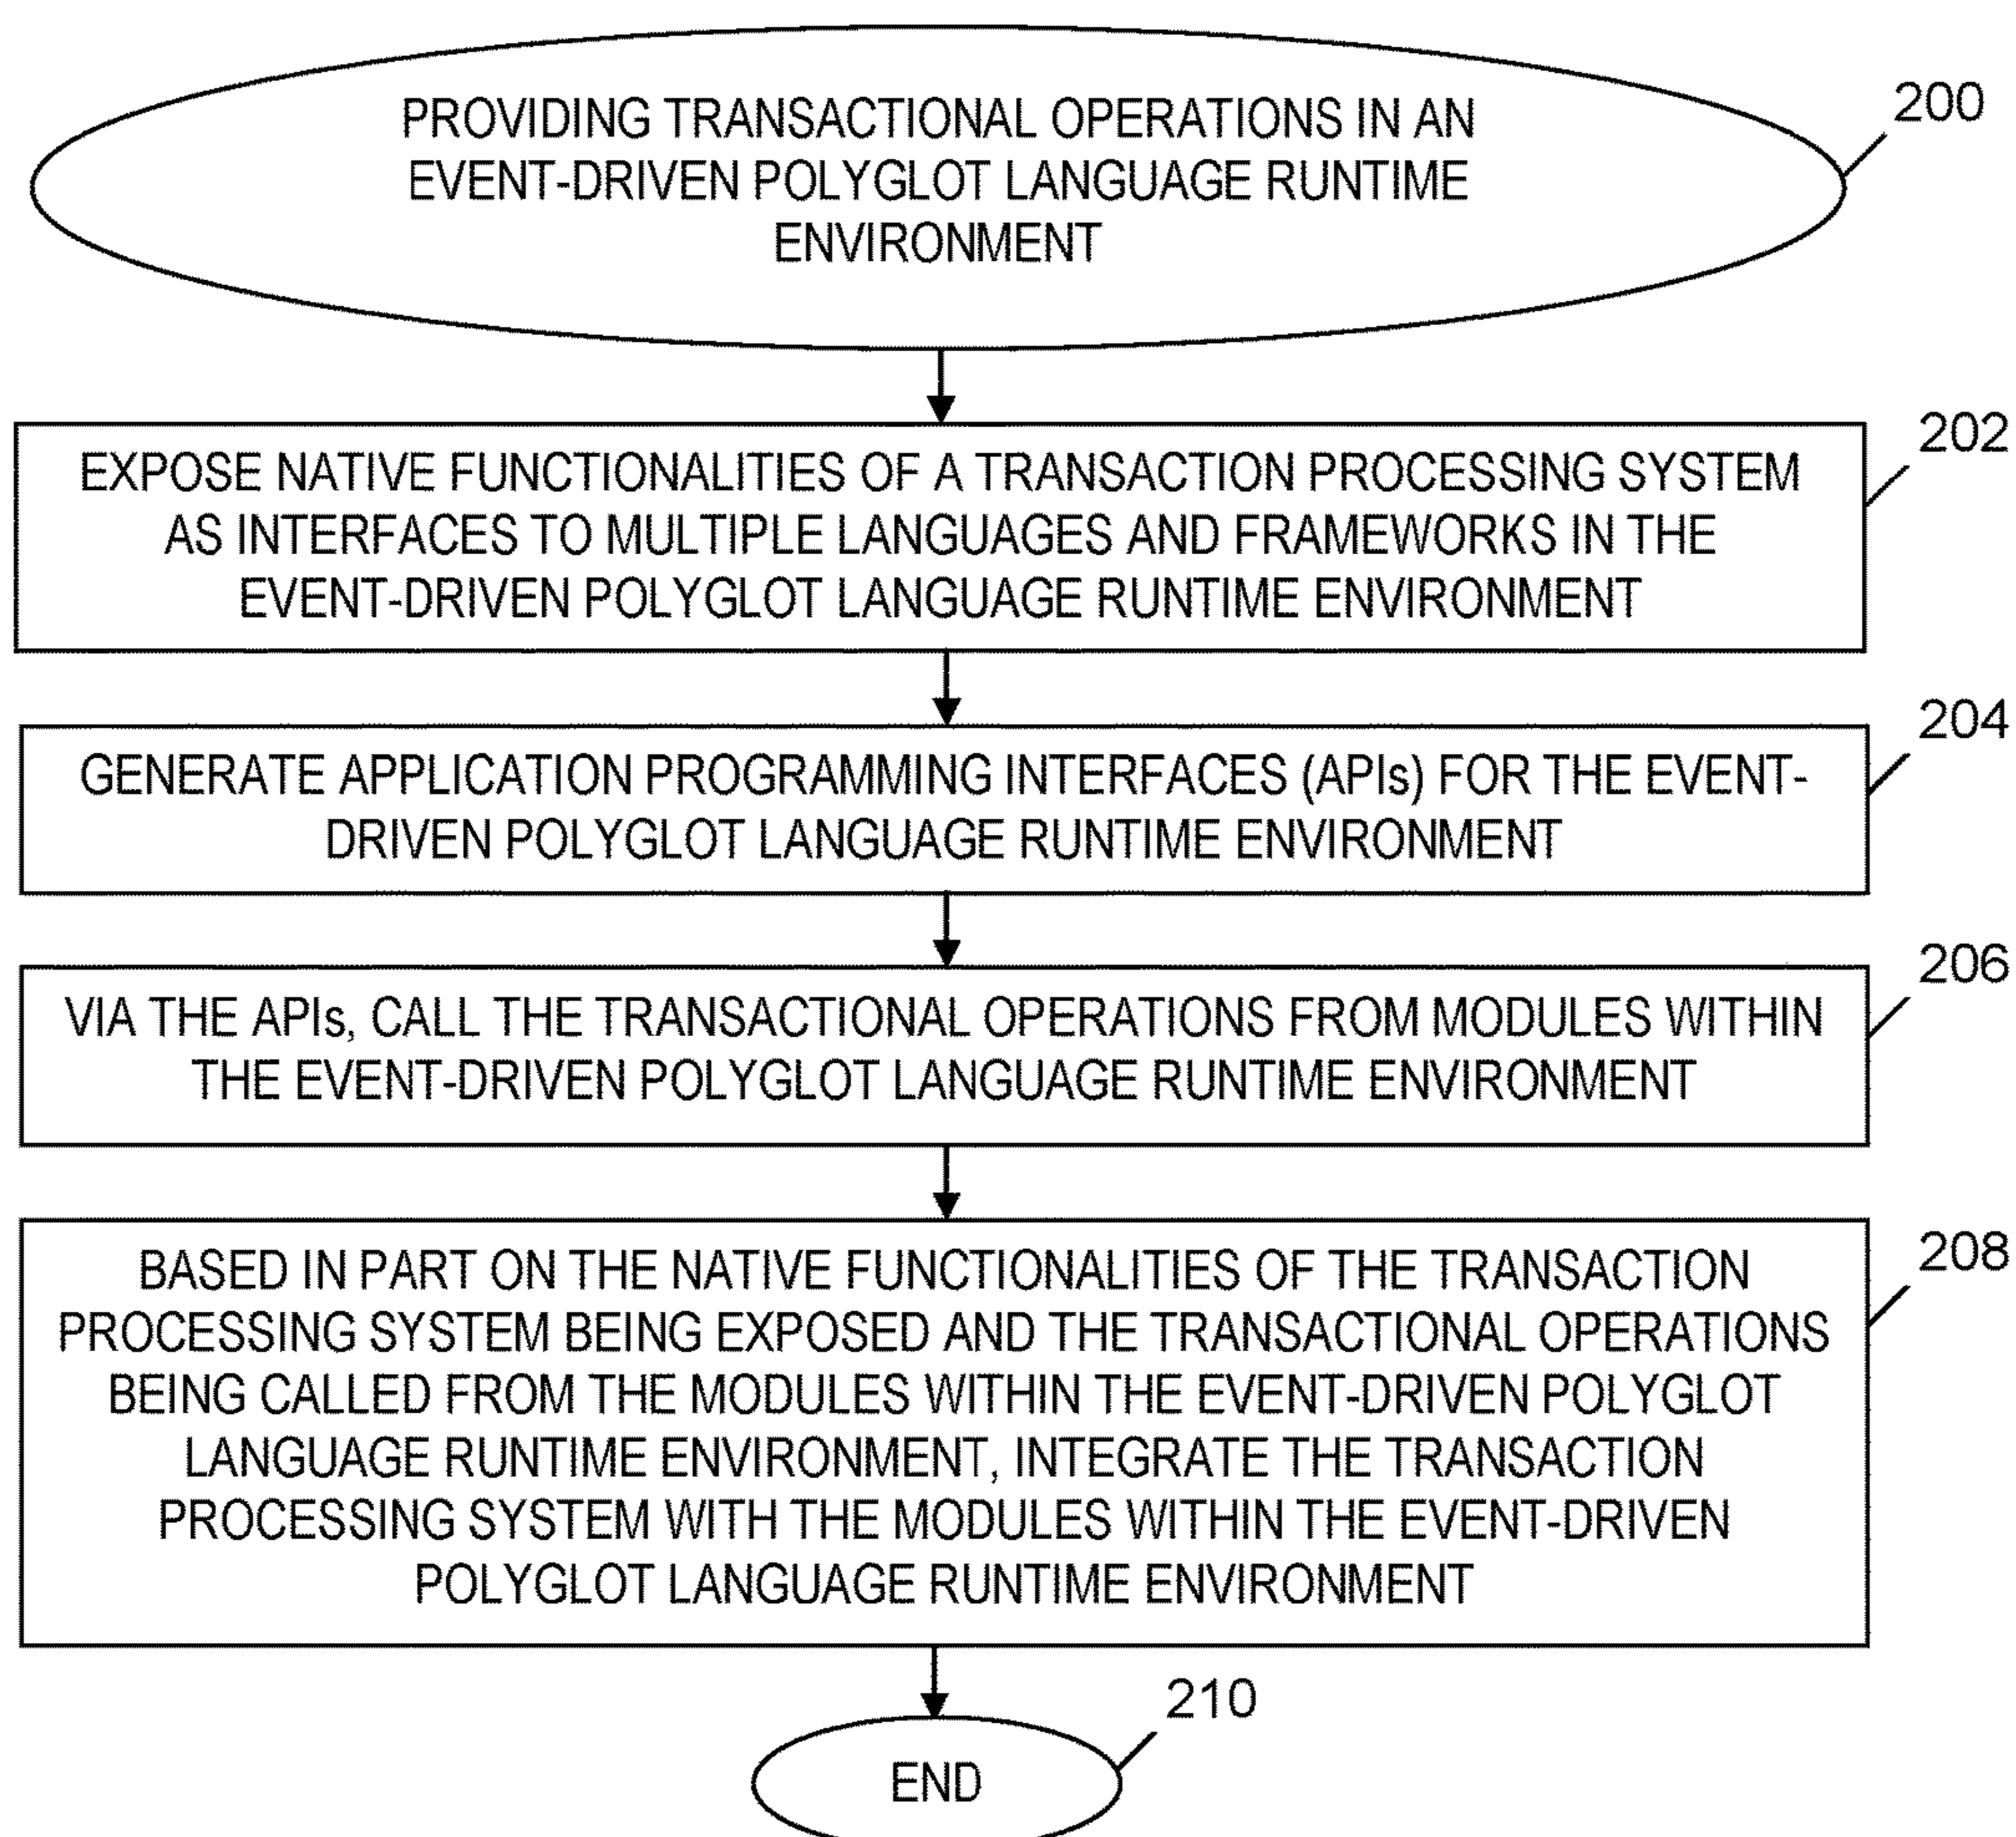 PROVIDING TRANSACTIONAL OPERATIONS IN AN
EVENT-DRIVEN POLYGLOT LANGUAGE RUNTIME
ENVIRONMENT
200
EXPOSE NATIVE FUNCTIONALITIES OF A TRANSACTION PROCESSING SYSTEM
AS INTERFACES TO MULTIPLE LANGUAGES AND FRAMEWORKS IN THE
EVENT-DRIVEN POLYGLOT LANGUAGE RUNTIME ENVIRONMENT
202
GENERATE APPLICATION PROGRAMMING INTERFACES (APIs) FOR THE EVENT-
DRIVEN POLYGLOT LANGUAGE RUNTIME ENVIRONMENT
204
VIA THE APIs, CALL THE TRANSACTIONAL OPERATIONS FROM MODULES WITHIN
THE EVENT-DRIVEN POLYGLOT LANGUAGE RUNTIME ENVIRONMENT
206
BASED IN PART ON THE NATIVE FUNCTIONALITIES OF THE TRANSACTION
PROCESSING SYSTEM BEING EXPOSED AND THE TRANSACTIONAL OPERATIONS
BEING CALLED FROM THE MODULES WITHIN THE EVENT-DRIVEN POLYGLOT
LANGUAGE RUNTIME ENVIRONMENT, INTEGRATE THE TRANSACTION
PROCESSING SYSTEM WITH THE MODULES WITHIN THE EVENT-DRIVEN
POLYGLOT LANGUAGE RUNTIME ENVIRONMENT
208
END
210